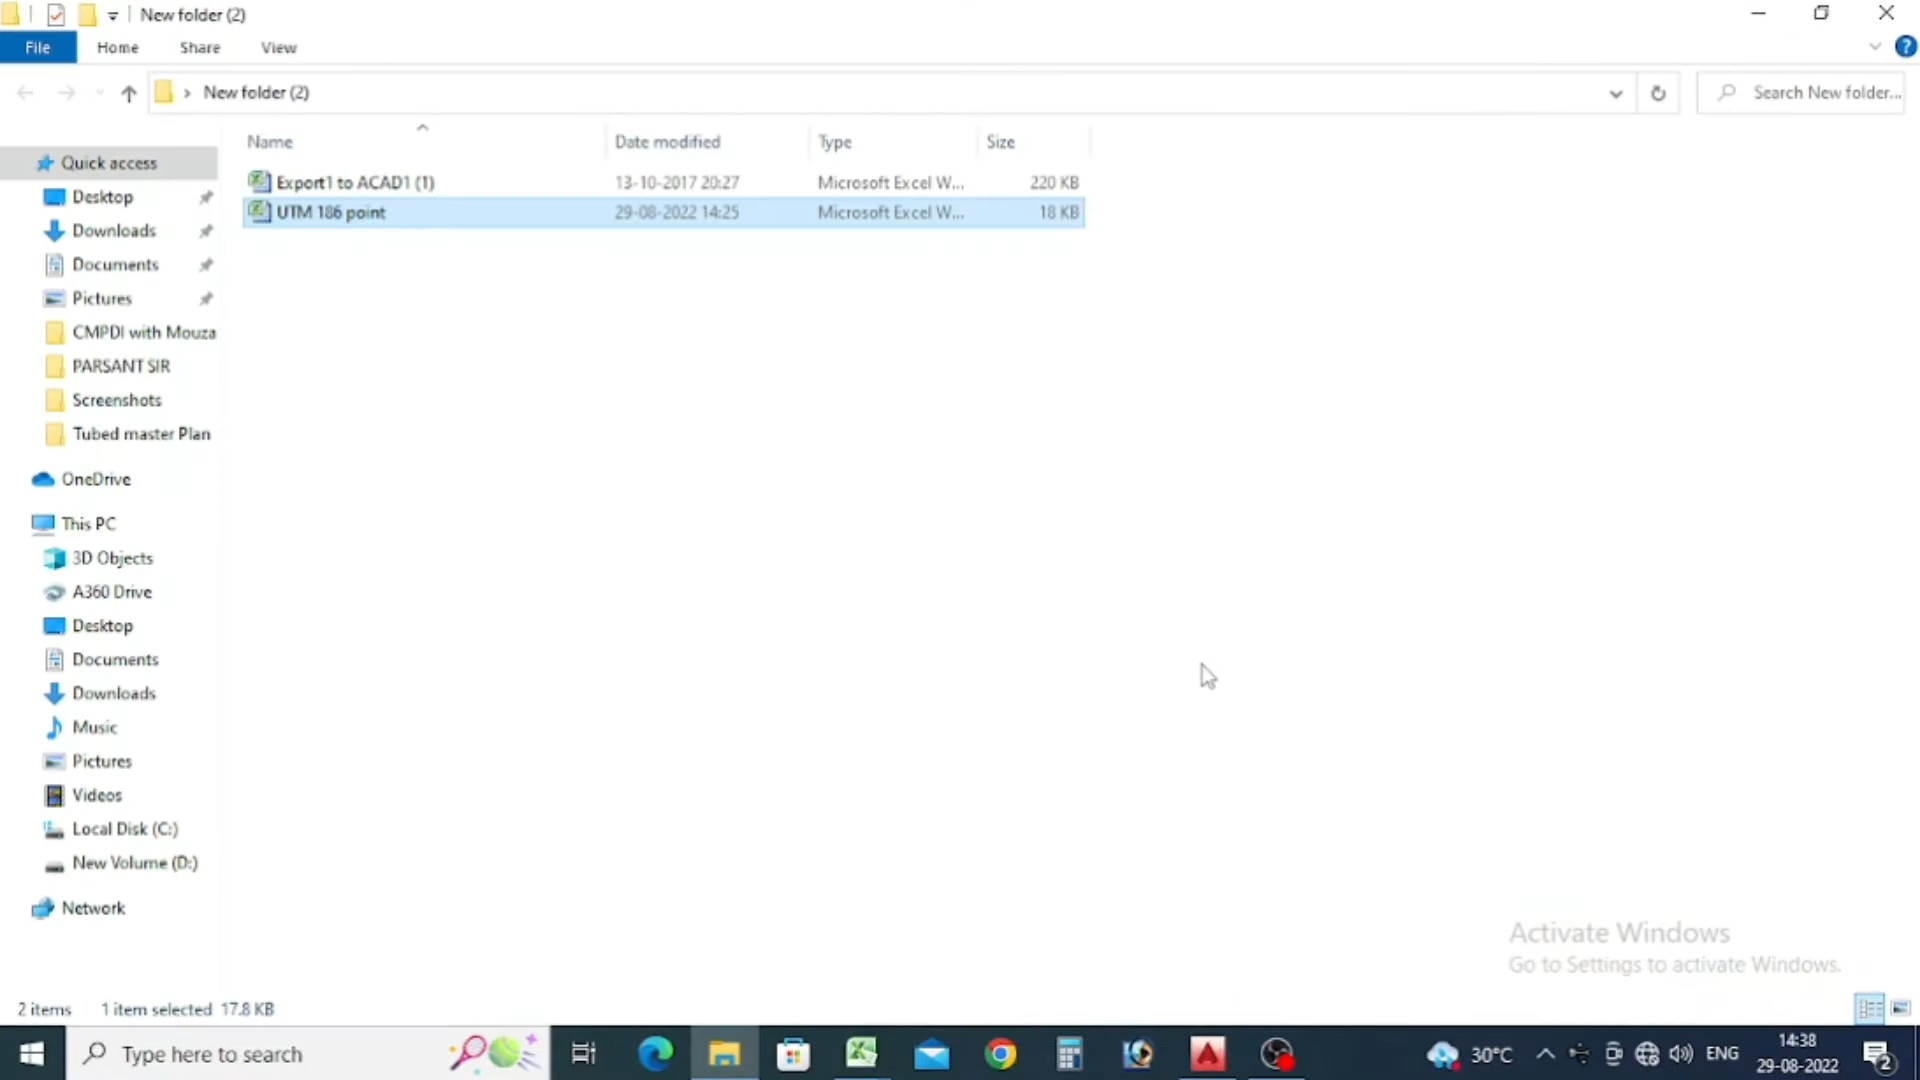 New folder (2)
File Home Share View
New folder (2)
Search New folder...
Name Date modified Type Size
Export1 to ACAD1 (1) 13-10-2017 20:27 Microsoft Excel W... 220 KB
UTM 186 point 29-08-2022 14:25 Microsoft Excel W... 18 KB
Quick access
Desktop
Downloads
Documents
Pictures
CMPDI with Mouza
PARSANT SIR
Screenshots
Tubed master Plan
OneDrive
This PC
3D Objects
A360 Drive
Desktop
Documents
Downloads
Music
Pictures
Videos
Local Disk (C:)
New Volume (D:)
Network
Activate Windows
Go to Settings to activate Windows.
2 items 1 item selected 17.8 KB
Type here to search
30°C
ENG
14:38
29-08-2022
2